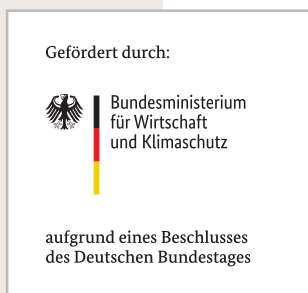 Gefördert durch:
Bundesministerium
für Wirtschaft
und Klimaschutz
aufgrund eines Beschlusses
des Deutschen Bundestages